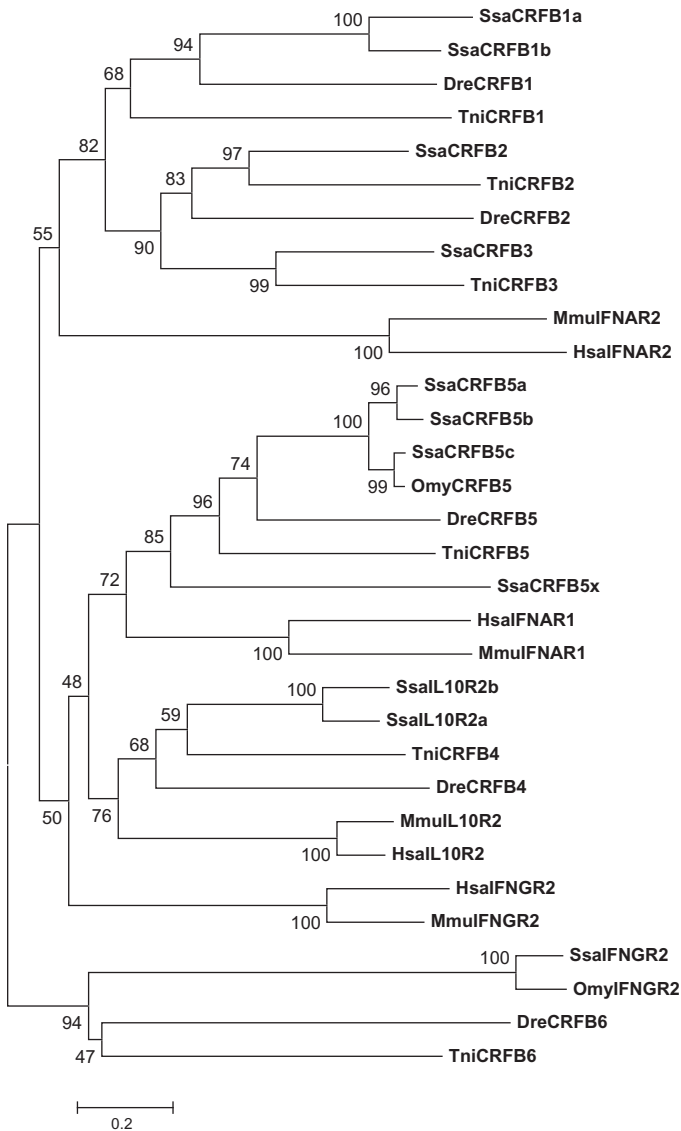 SsaCRFB1a
100
SsaCRFB1b
94
DreCRFB1
68
TniCRFB1
82
SsaCRFB2
97
TniCRFB2
83
DreCRFB2
90
SsaCRFB3
99
TniCRFB3
55
MmuIFNAR2
100
HsaIFNAR2
SsaCRFB5a
96
SsaCRFB5b
100
SsaCRFB5c
99
OmyCRFB5
74
DreCRFB5
96
TniCRFB5
85
SsaCRFB5x
72
HsaIFNAR1
100
MmuIFNAR1
48
SsaIL10R2b
100
SsaIL10R2a
59
TniCRFB4
68
DreCRFB4
76
MmuIL10R2
100
HsaIL10R2
50
HsaIFNGR2
100
MmuIFNGR2
SsaIFNGR2
100
OmyIFNGR2
94
DreCRFB6
47
TniCRFB6
0.2